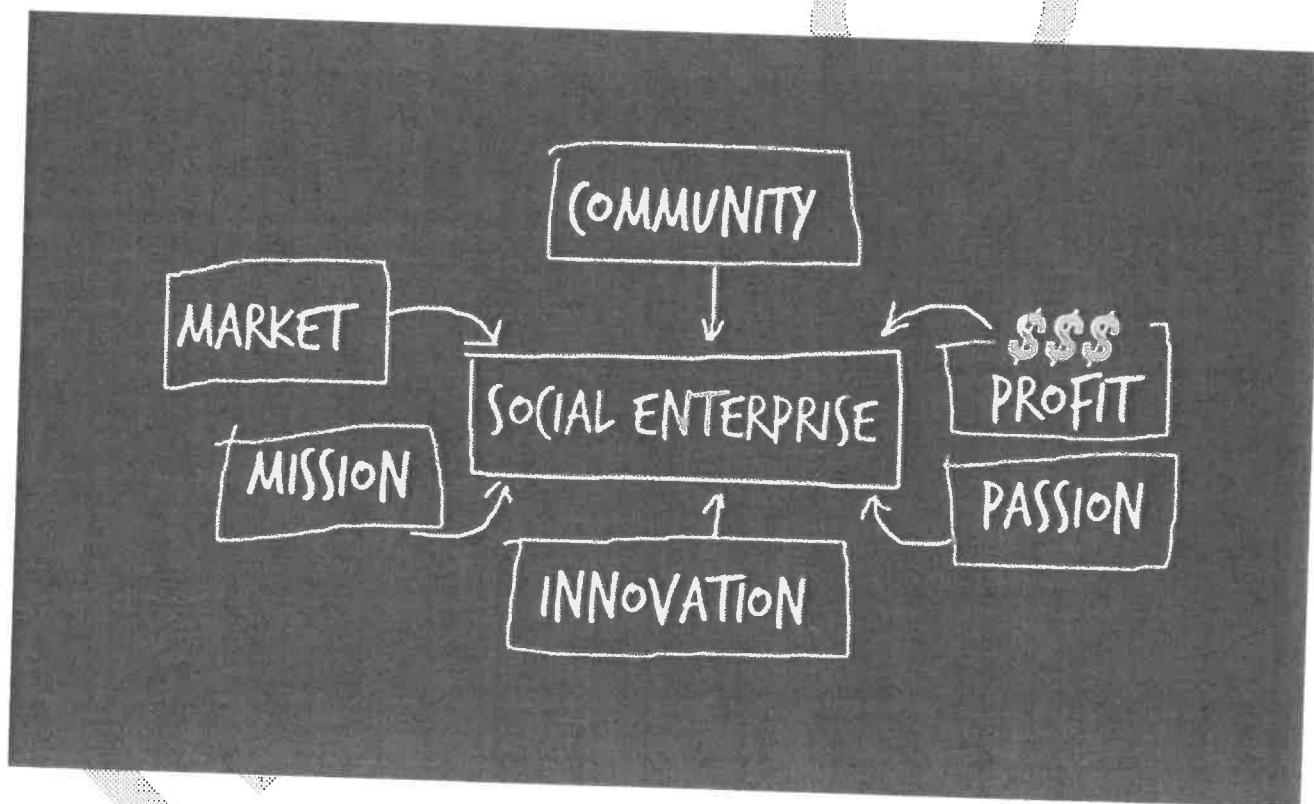 COMMUNITY
MARKET
$$$
PROFIT
SOCIAL ENTERPRISE
MISSION
PASSION
INNOVATION